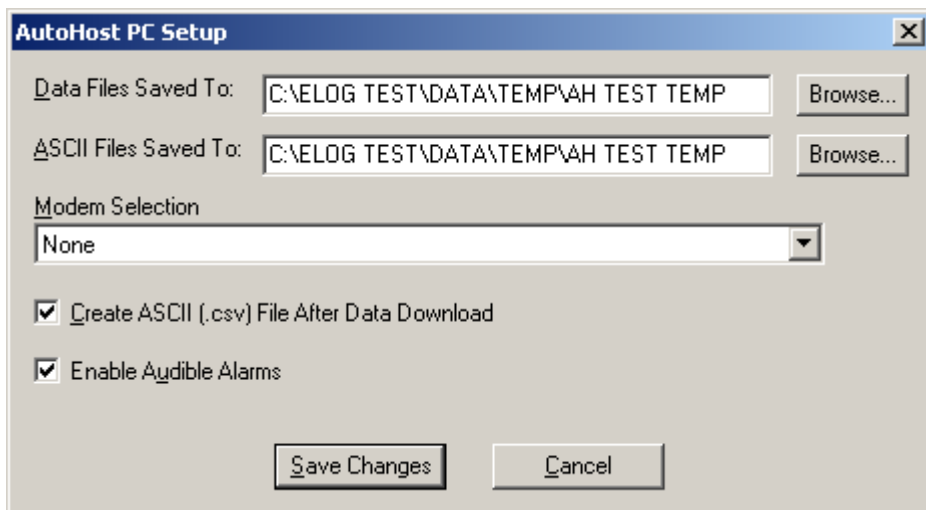 AutoHost PC Setup
Data Files Saved To: C:\ELOG TEST\DATA\TEMP\AH TEST TEMP Browse...
ASCII Files Saved To: C:\ELOG TEST\DATA\TEMP\AH TEST TEMP Browse...
Modem Selection
None
Create ASCII (.csv) File After Data Download
Enable Audible Alarms
Save Changes Cancel